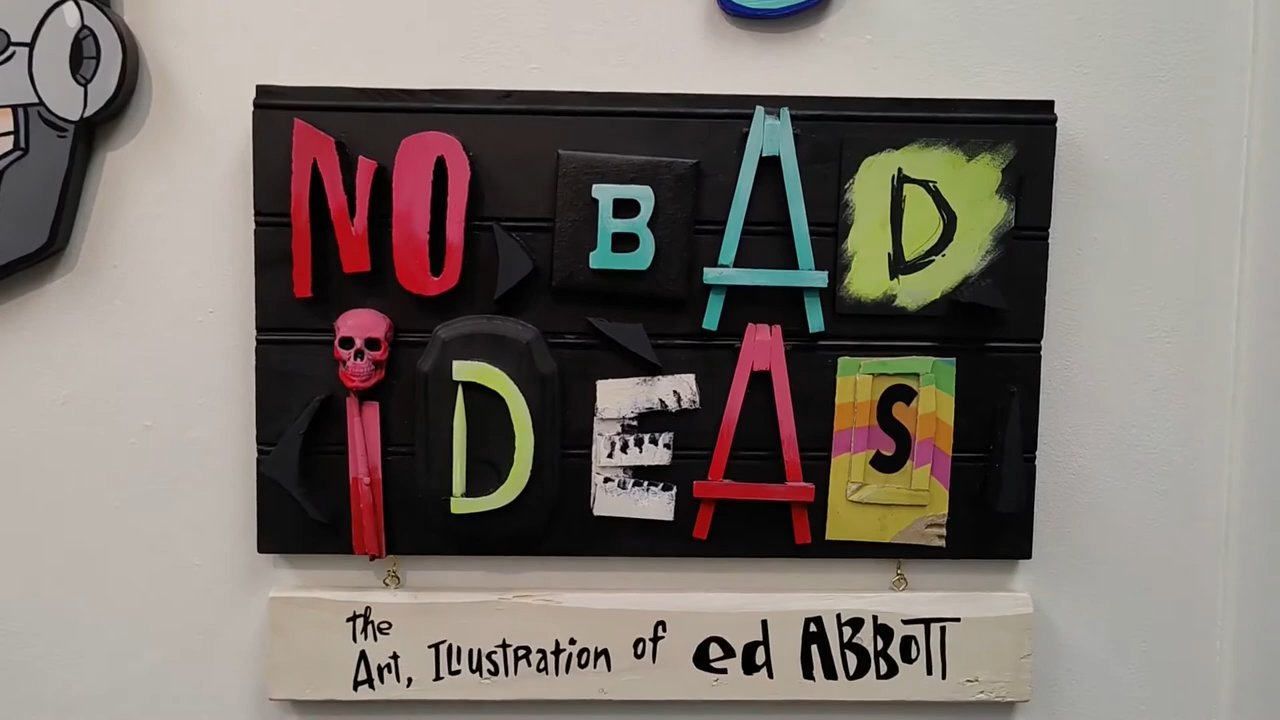 NO BAD
iDEAS
the
Art, Illustration of ed ABBOTT